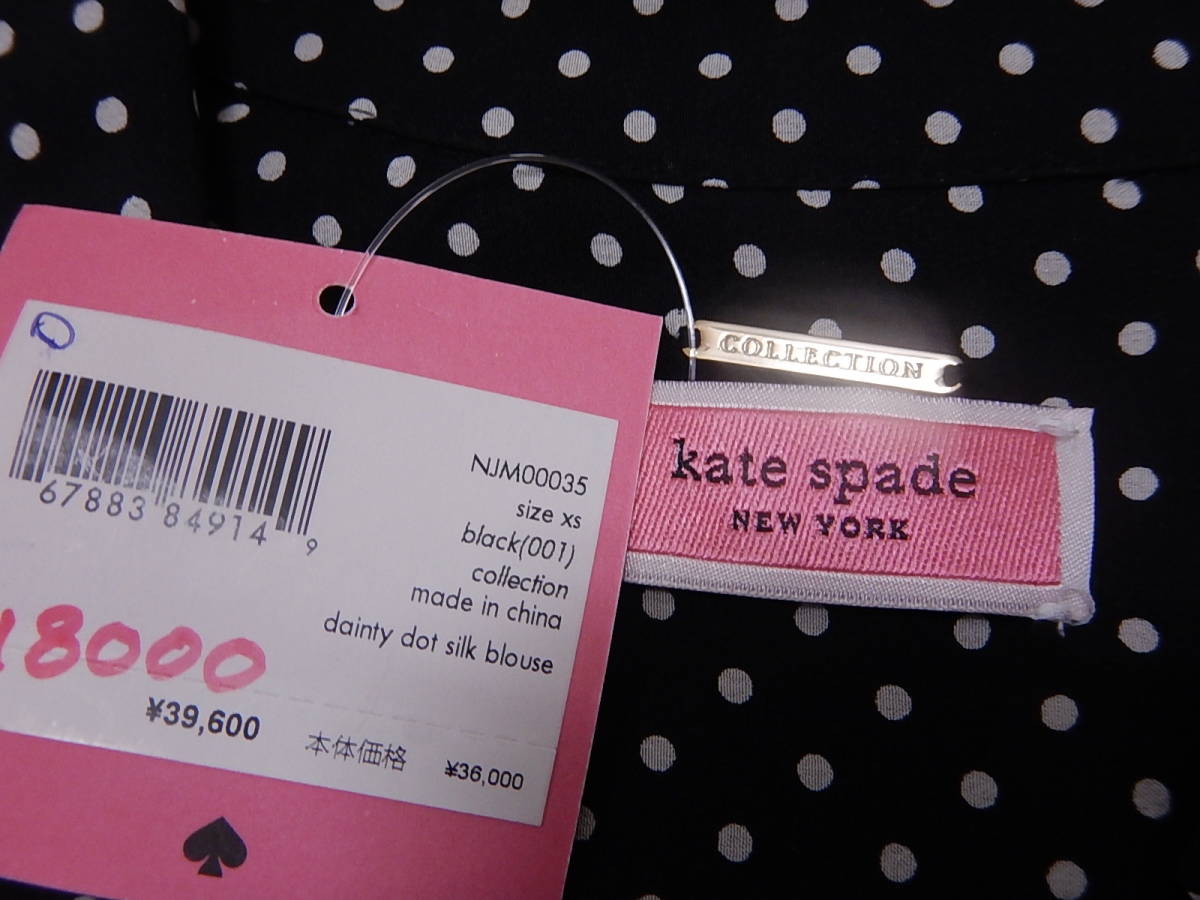 67883 84914 9
NJM00035
size xs
black(001)
collection
made in china
dainty dot silk blouse
18000
¥39,600
本体価格 ¥36,000
COLLECTION
kate spade
NEW YORK